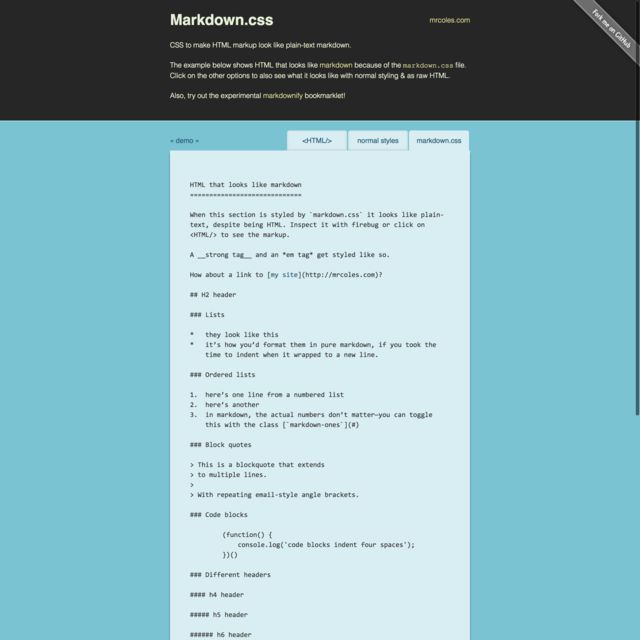 Markdown.css
mrcoles.com
Fork me on GitHub
CSS to make HTML markup look like plain-text markdown.
The example below shows HTML that looks like markdown because of the markdown.css file.
Click on the other options to also see what it looks like with normal styling & as raw HTML.
Also, try out the experimental markdownify bookmarklet!
« demo »
<HTML/>
normal styles
markdown.css
HTML that looks like markdown
=============================
When this section is styled by `markdown.css` it looks like plain-
text, despite being HTML. Inspect it with firebug or click on
<HTML/> to see the markup.
A __strong tag__ and an *em tag* get styled like so.
How about a link to [my site](http://mrcoles.com)?
## H2 header
### Lists
*   they look like this
*   it’s how you’d format them in pure markdown, if you took the
    time to indent when it wrapped to a new line.
### Ordered lists
1.  here’s one line from a numbered list
2.  here’s another
3.  in markdown, the actual numbers don’t matter—you can toggle
    this with the class [`markdown-ones`](#)
### Block quotes
> This is a blockquote that extends
> to multiple lines.
>
> With repeating email-style angle brackets.
### Code blocks
(function() {
    console.log('code blocks indent four spaces');
})()
### Different headers
#### h4 header
##### h5 header
###### h6 header